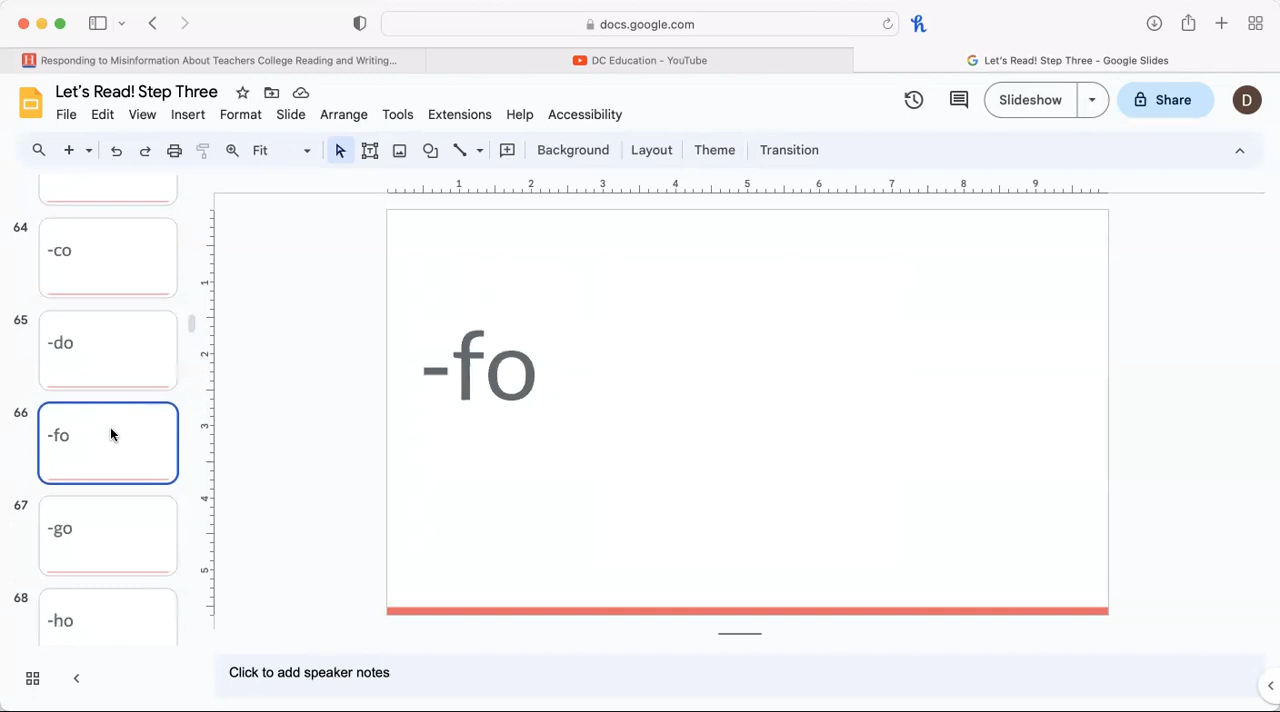 docs.google.com
Responding to Misinformation About Teachers College Reading and Writing...
DC Education - YouTube
Let's Read! Step Three - Google Slides
Let's Read! Step Three
File Edit View Insert Format Slide Arrange Tools Extensions Help Accessibility
Slideshow
Share
D
Fit
Background Layout Theme Transition
1 2 3 4 5 6 7 8 9
1
2
3
4
5
64
-co
65
-do
66
-fo
67
-go
68
-ho
-fo
Click to add speaker notes